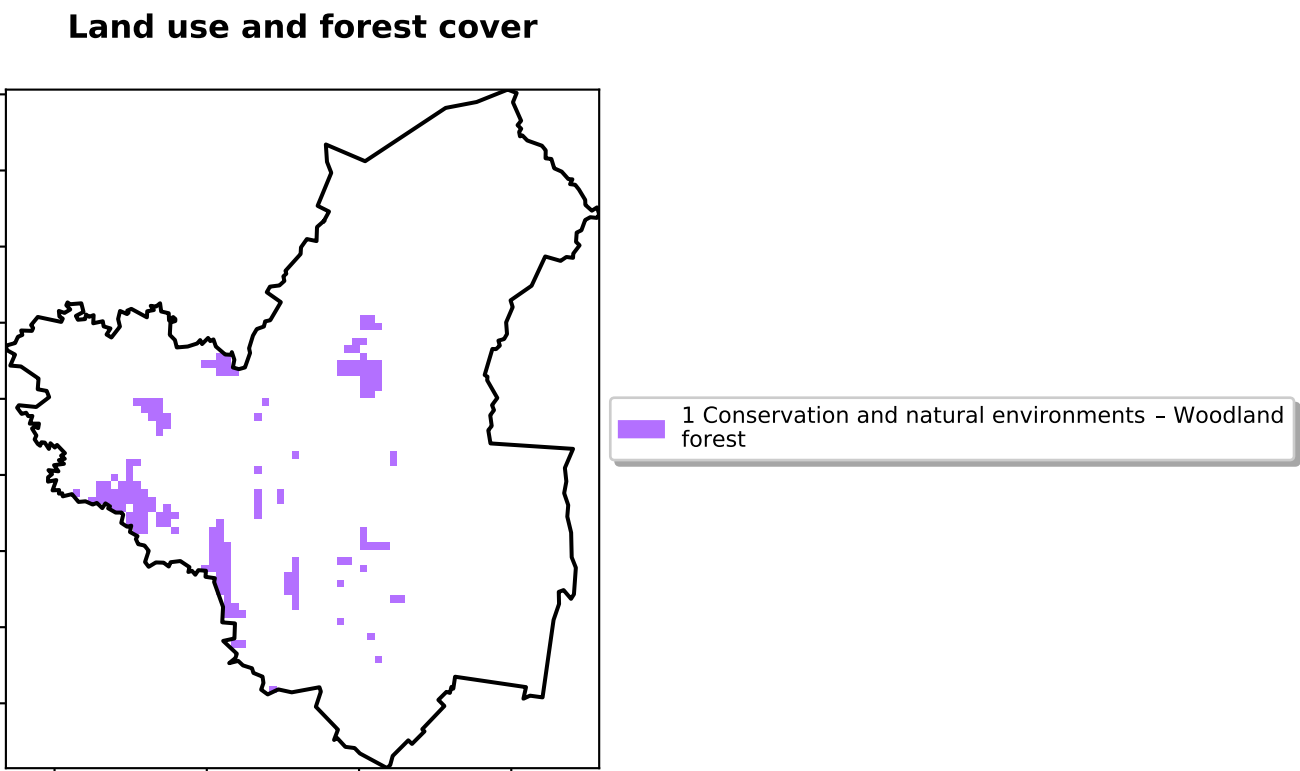 Land use and forest cover
1 Conservation and natural environments – Woodland
forest